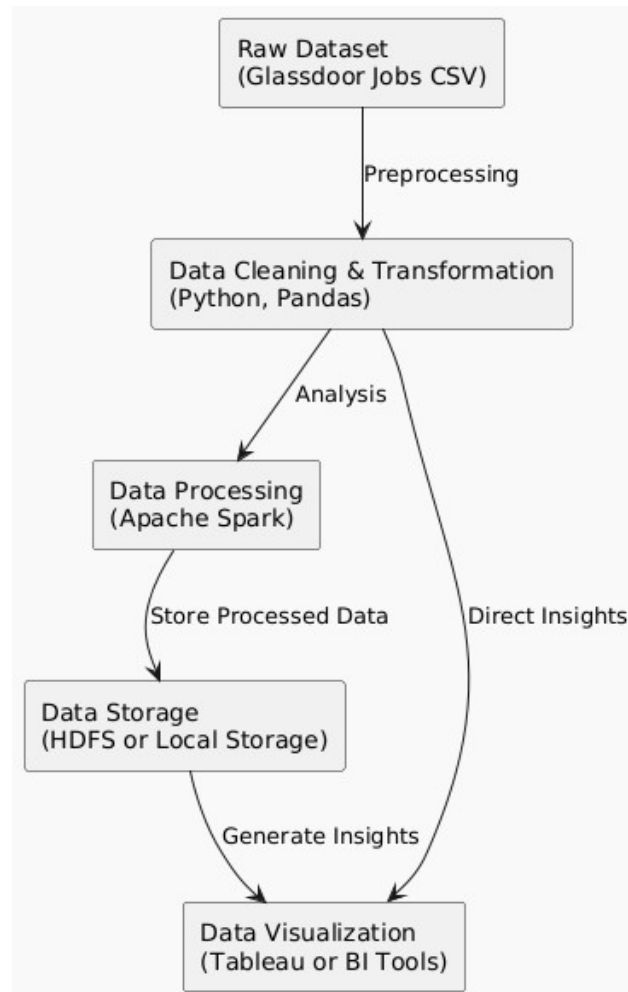 Raw Dataset
(Glassdoor Jobs CSV)
Preprocessing
Data Cleaning & Transformation
(Python, Pandas)
Analysis
Data Processing
(Apache Spark)
Store Processed Data
Direct Insights
Data Storage
(HDFS or Local Storage)
Generate Insights
Data Visualization
(Tableau or BI Tools)